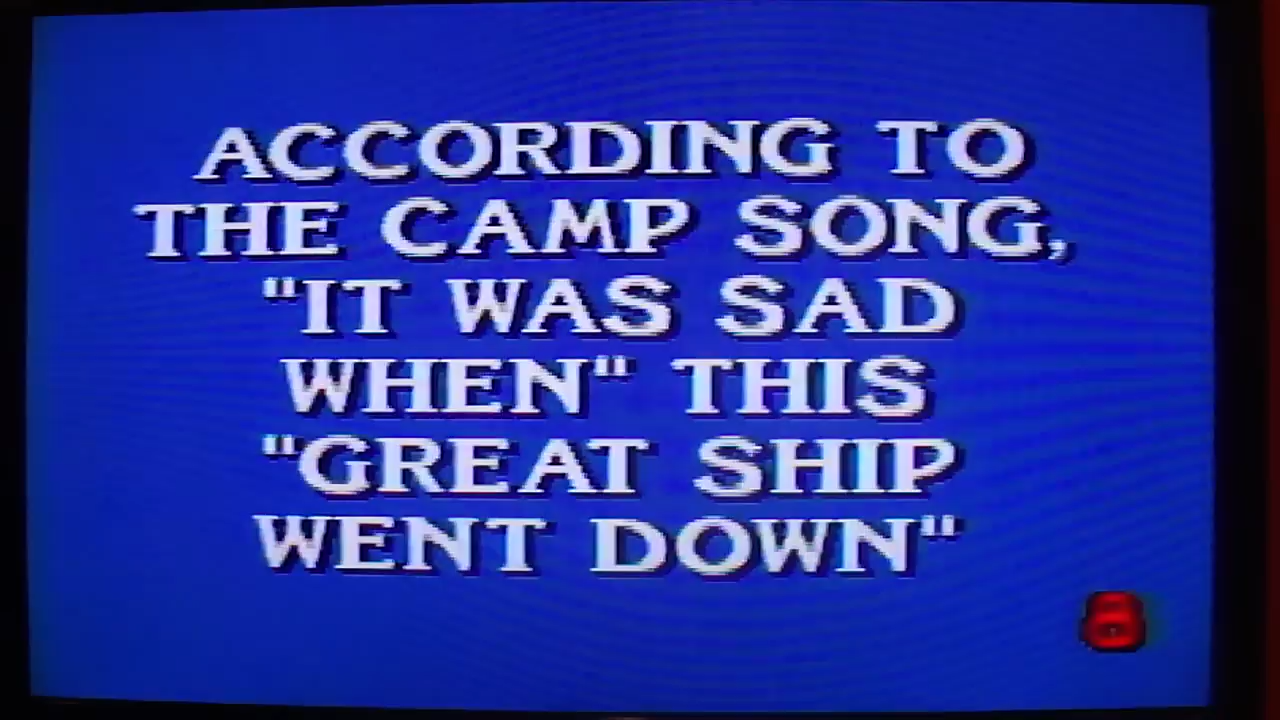 ACCORDING TO
THE CAMP SONG,
"IT WAS SAD
WHEN" THIS
"GREAT SHIP
WENT DOWN"